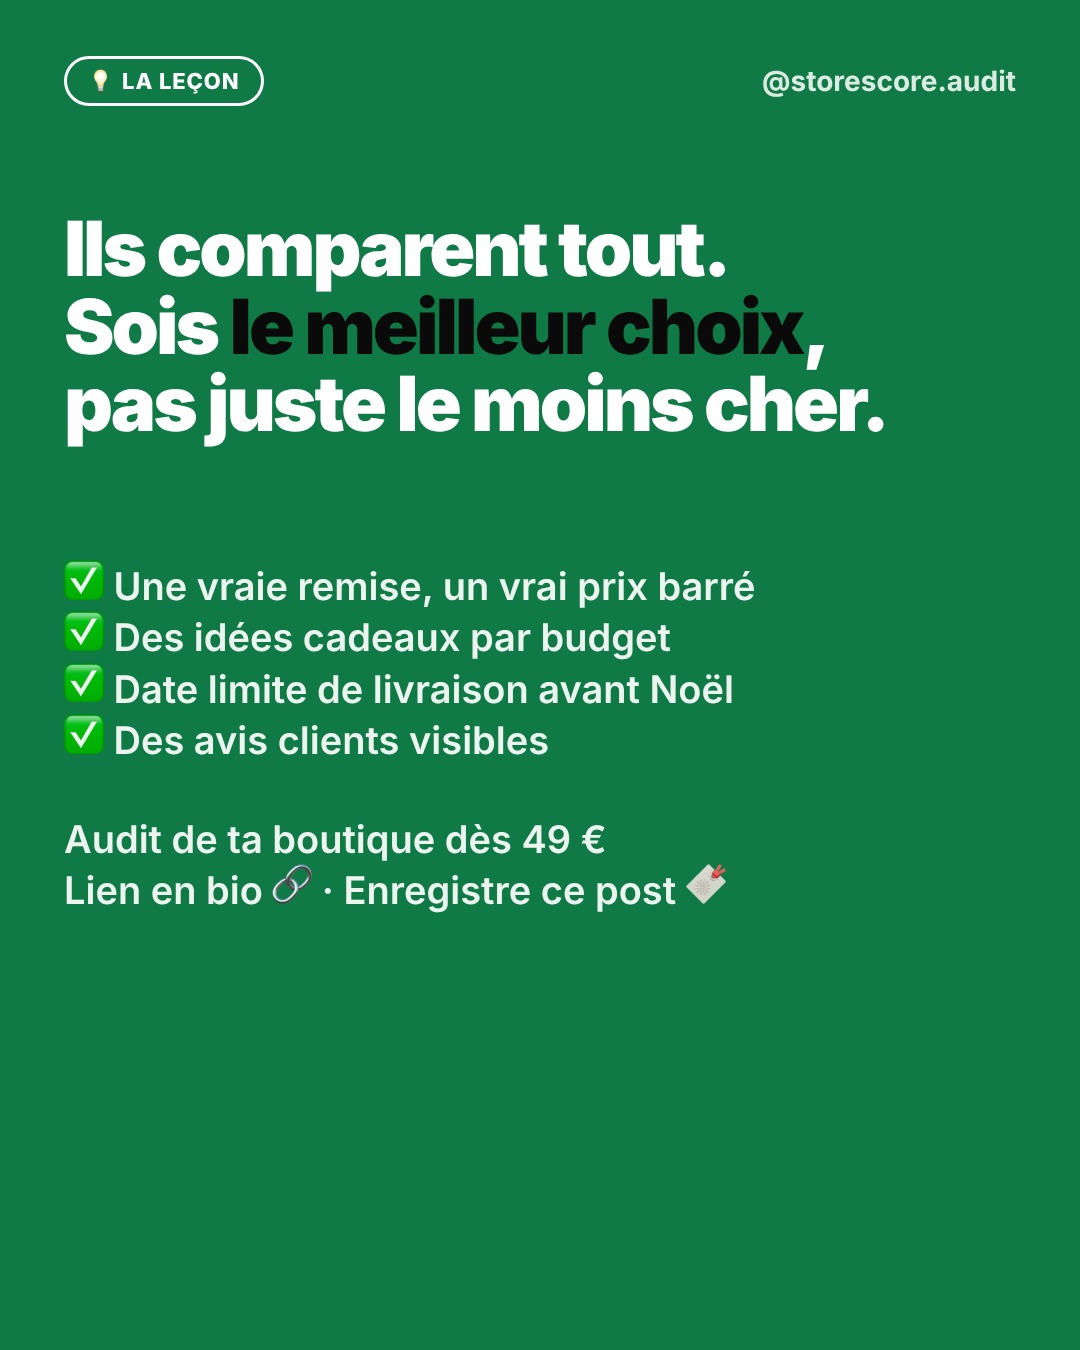 💡 LA LEÇON
@storescore.audit
Ils comparent tout.
Sois le meilleur choix,
pas juste le moins cher.
✅ Une vraie remise, un vrai prix barré
✅ Des idées cadeaux par budget
✅ Date limite de livraison avant Noël
✅ Des avis clients visibles
Audit de ta boutique dès 49 €
Lien en bio 🔗 · Enregistre ce post 🔖